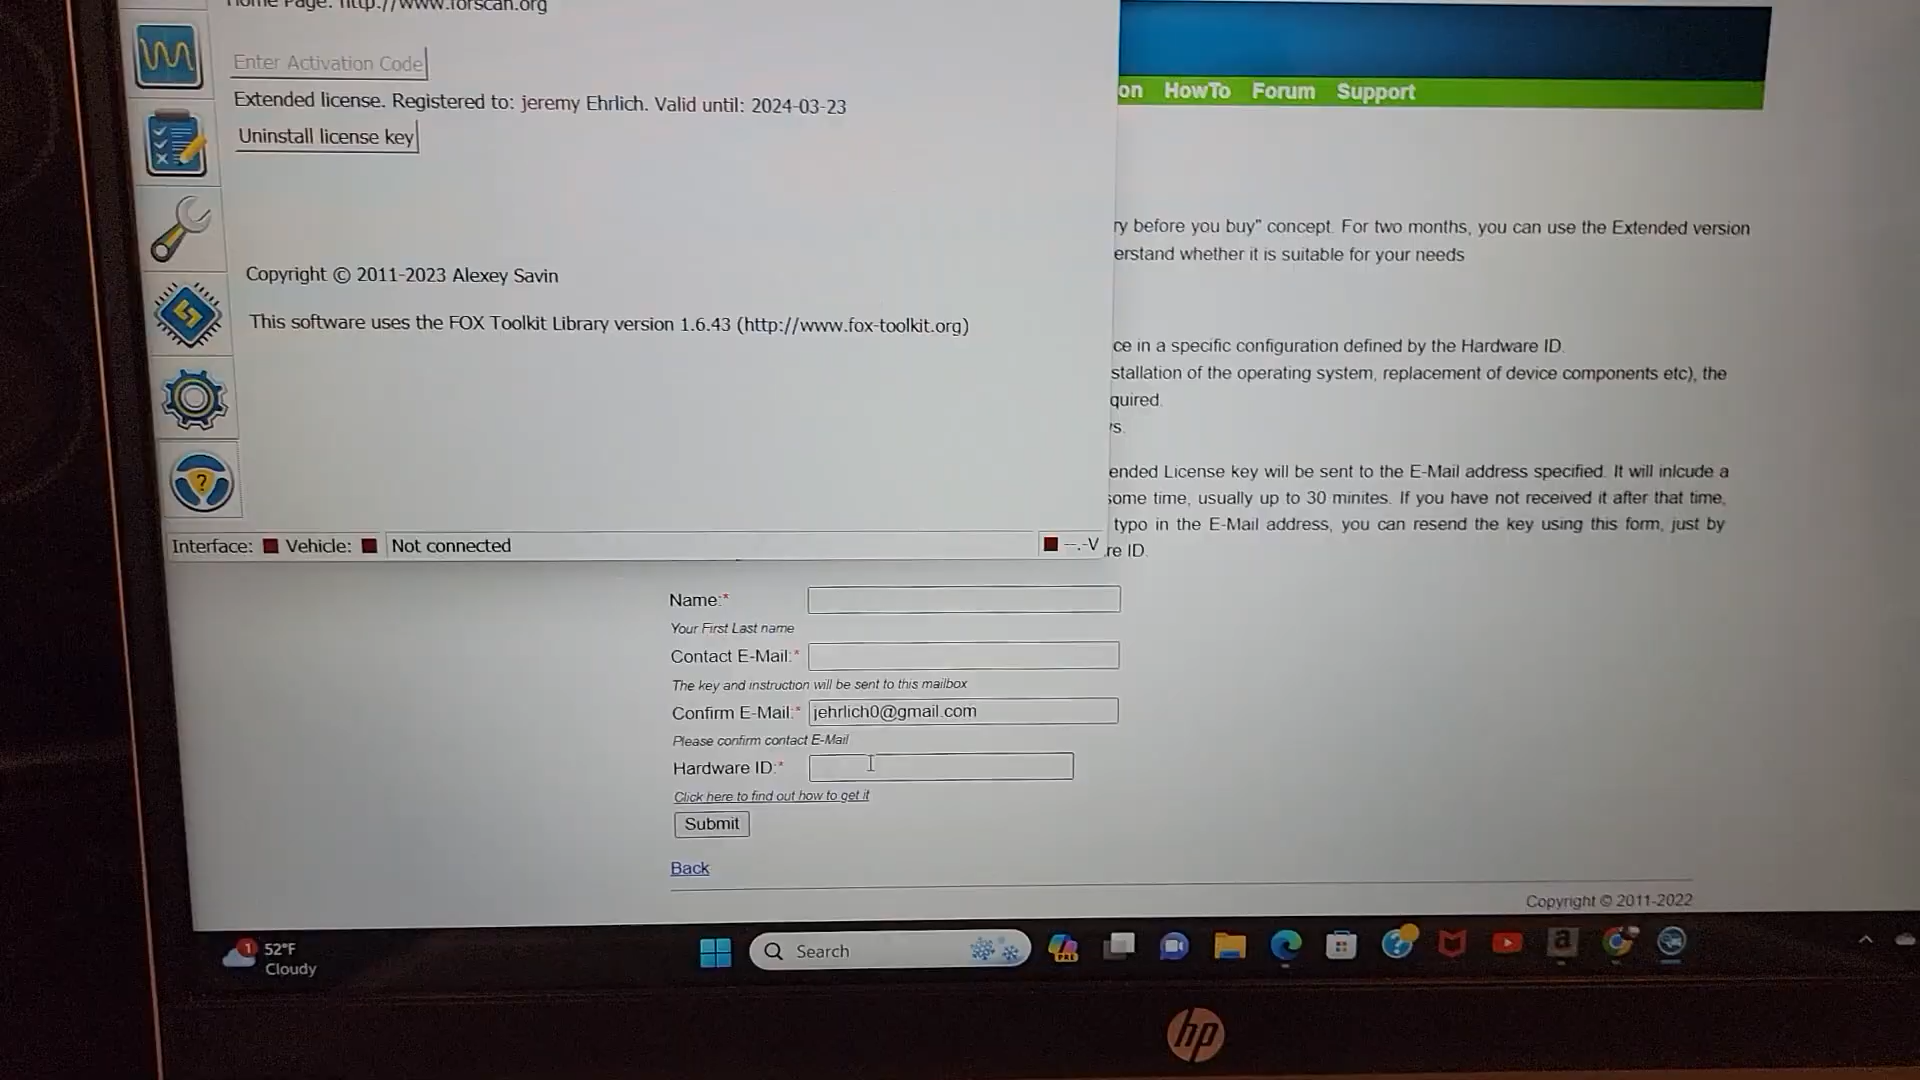 Home Page: http://www.forscan.org
Enter Activation Code
Extended license. Registered to: jeremy Ehrlich. Valid until: 2024-03-23
Uninstall license key
Copyright © 2011-2023 Alexey Savin
This software uses the FOX Toolkit Library version 1.6.43 (http://www.fox-toolkit.org)
Interface: Vehicle: Not connected --.-V
on HowTo Forum Support
ry before you buy" concept. For two months, you can use the Extended version
erstand whether it is suitable for your needs
ce in a specific configuration defined by the Hardware ID.
stallation of the operating system, replacement of device components etc), the
quired.
s.
ended License key will be sent to the E-Mail address specified. It will inlcude a
some time, usually up to 30 minites. If you have not received it after that time,
typo in the E-Mail address, you can resend the key using this form, just by
re ID.
Name:*
Your First Last name
Contact E-Mail:*
The key and instruction will be sent to this mailbox
Confirm E-Mail:* jehrlich0@gmail.com
Please confirm contact E-Mail
Hardware ID:*
Click here to find out how to get it
Submit
Back
Copyright © 2011-2022
1 52°F
Cloudy
Search
PRE
a
hp